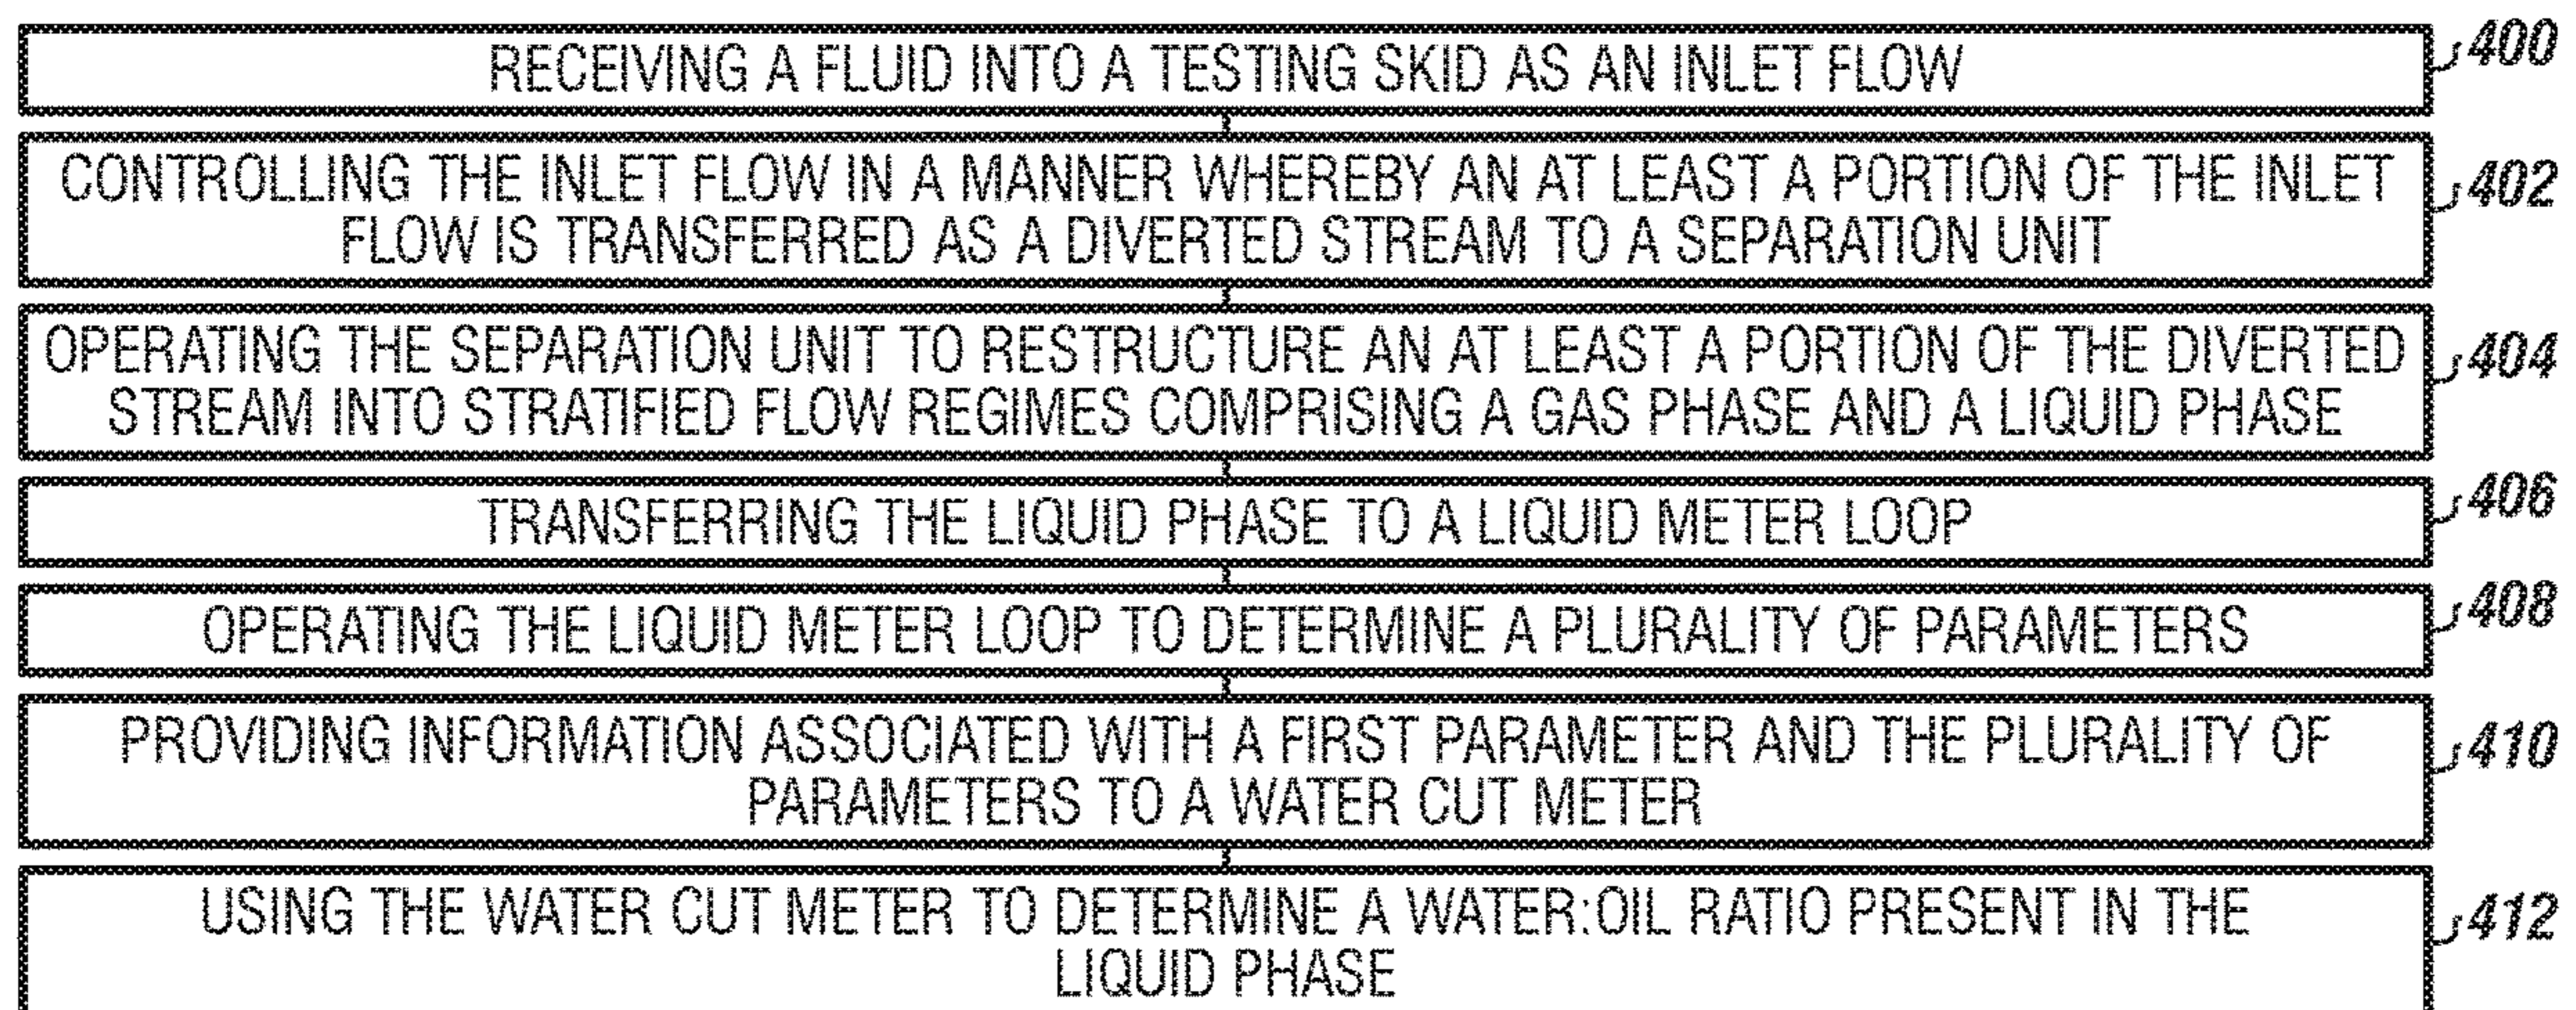 RECEIVING A FLUID INTO A TESTING SKID AS AN INLET FLOW
400
CONTROLLING THE INLET FLOW IN A MANNER WHEREBY AN AT LEAST A PORTION OF THE INLET
FLOW IS TRANSFERRED AS A DIVERTED STREAM TO A SEPARATION UNIT
402
OPERATING THE SEPARATION UNIT TO RESTRUCTURE AN AT LEAST A PORTION OF THE DIVERTED
STREAM INTO STRATIFIED FLOW REGIMES COMPRISING A GAS PHASE AND A LIQUID PHASE
404
TRANSFERRING THE LIQUID PHASE TO A LIQUID METER LOOP
406
OPERATING THE LIQUID METER LOOP TO DETERMINE A PLURALITY OF PARAMETERS
408
PROVIDING INFORMATION ASSOCIATED WITH A FIRST PARAMETER AND THE PLURALITY OF
PARAMETERS TO A WATER CUT METER
410
USING THE WATER CUT METER TO DETERMINE A WATER:OIL RATIO PRESENT IN THE
LIQUID PHASE
412